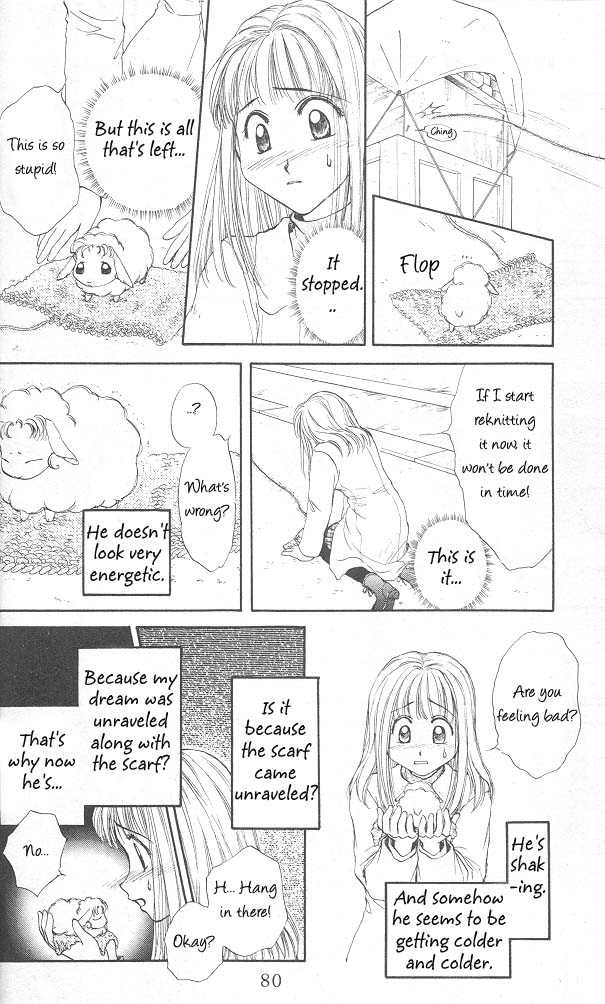 Ching
Flop
It
stopped.
..
But this is all
that's left...
This is so
stupid!
If I start
reknitting
it now it
won't be done
in time!
This is
it...
..?
What's
wrong?
He doesn't
look very
energetic.
Are you
feeling bad?
He's
shak
-ing.
And somehow
he seems to be
getting colder
and colder.
Is it
because
the scarf
came
unraveled?
Because my
dream was
unraveled
along with
the scarf?
That's
why now
he's...
H... Hang
in there!
Okay?
No...
80